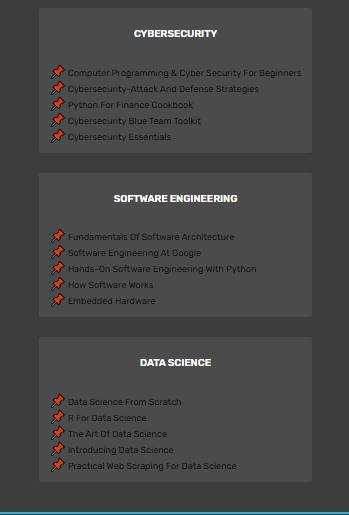 CYBERSECURITY
Computer Programming & Cyber Security For Beginners
Cybersecurity-Attack And Defense Strategies
Python For Finance Cookbook
Cybersecurity Blue Team Toolkit
Cybersecurity Essentials
SOFTWARE ENGINEERING
Fundamentals Of Software Architecture
Software Engineering At Google
Hands-On Software Engineering With Python
How Software Works
Embedded Hardware
DATA SCIENCE
Data Science From Scratch
R For Data Science
The Art Of Data Science
Introducing Data Science
Practical Web Scraping For Data Science